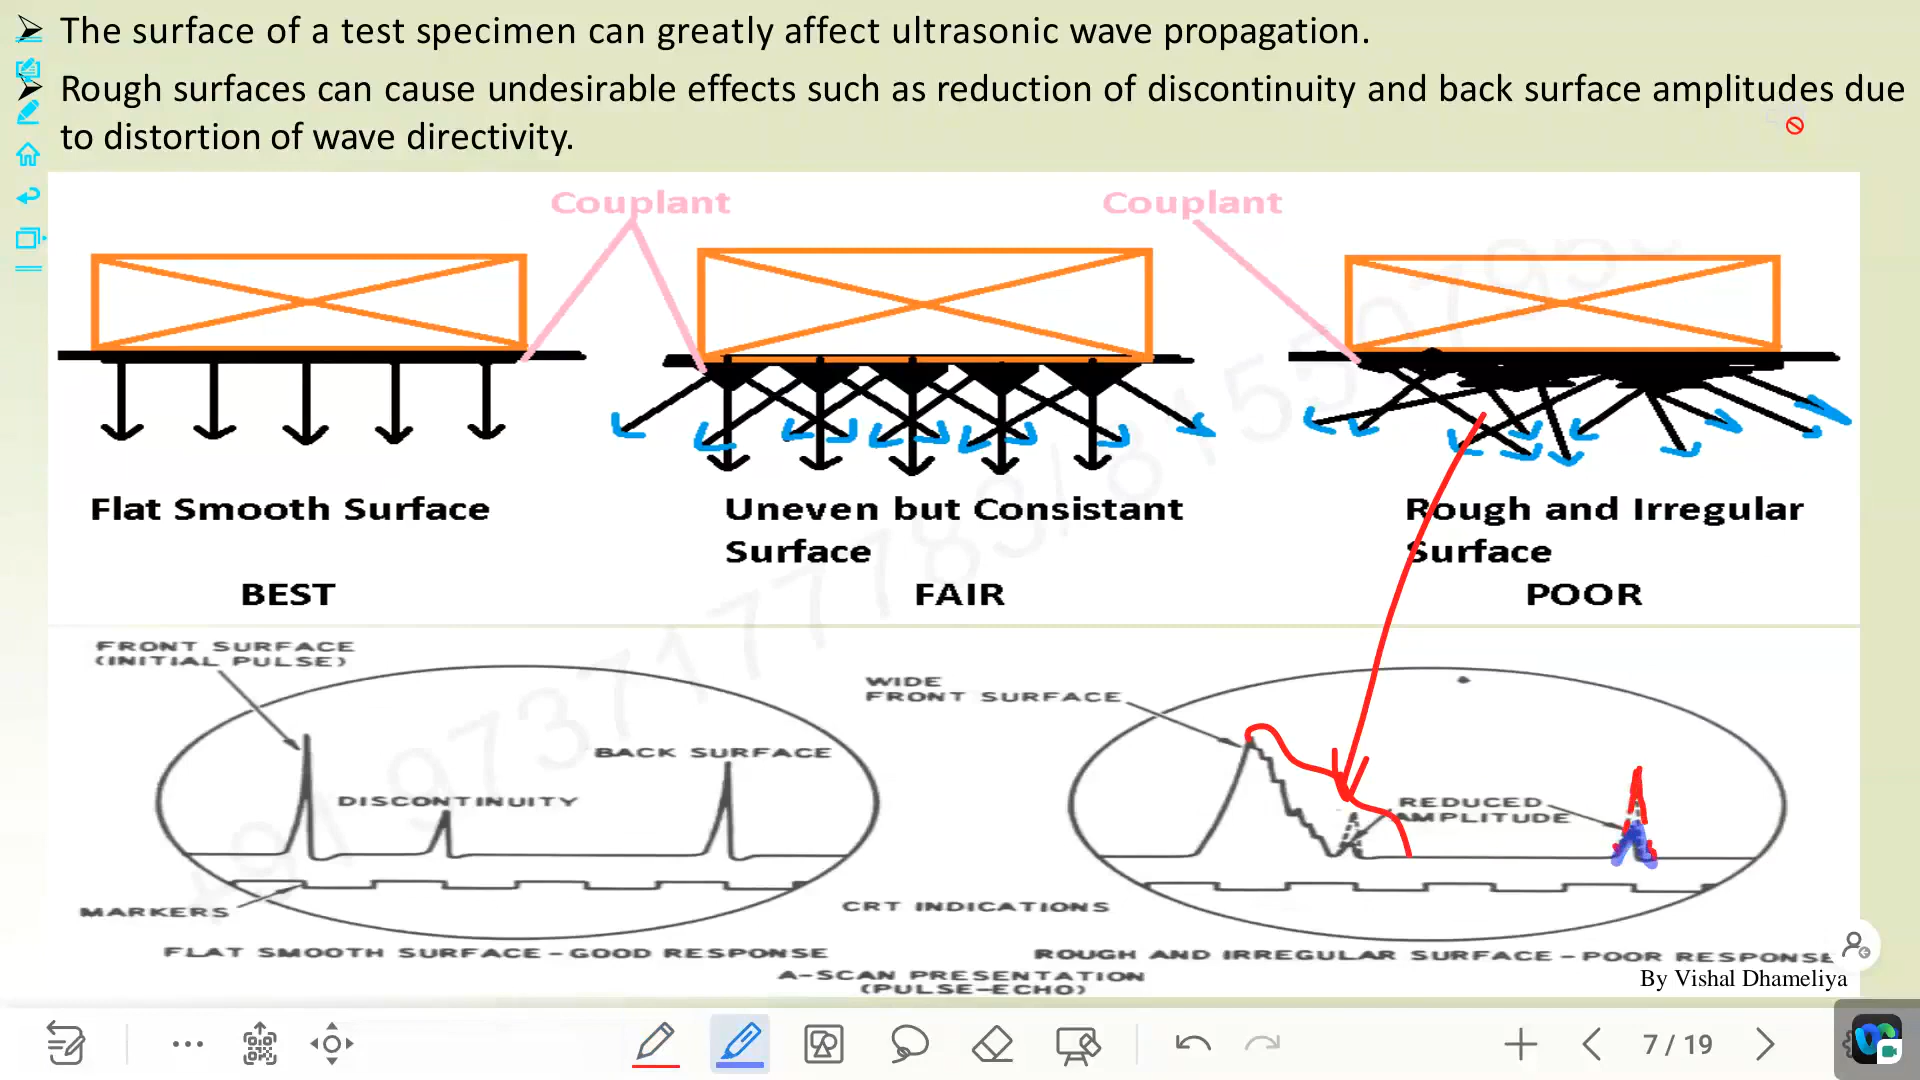 The surface of a test specimen can greatly affect ultrasonic wave propagation.
Rough surfaces can cause undesirable effects such as reduction of discontinuity and back surface amplitudes due
to distortion of wave directivity.
Couplant
Couplant
Flat Smooth Surface
BEST
Uneven but Consistant
Surface
FAIR
Rough and Irregular
Surface
POOR
FRONT SURFACE
(INITIAL PULSE)
DISCONTINUITY
BACK SURFACE
MARKERS
FLAT SMOOTH SURFACE – GOOD RESPONSE
WIDE
FRONT SURFACE
REDUCED
AMPLITUDE
CRT INDICATIONS
ROUGH AND IRREGULAR SURFACE – POOR RESPONSE
A-SCAN PRESENTATION
(PULSE-ECHO)
By Vishal Dhameliya
7 / 19